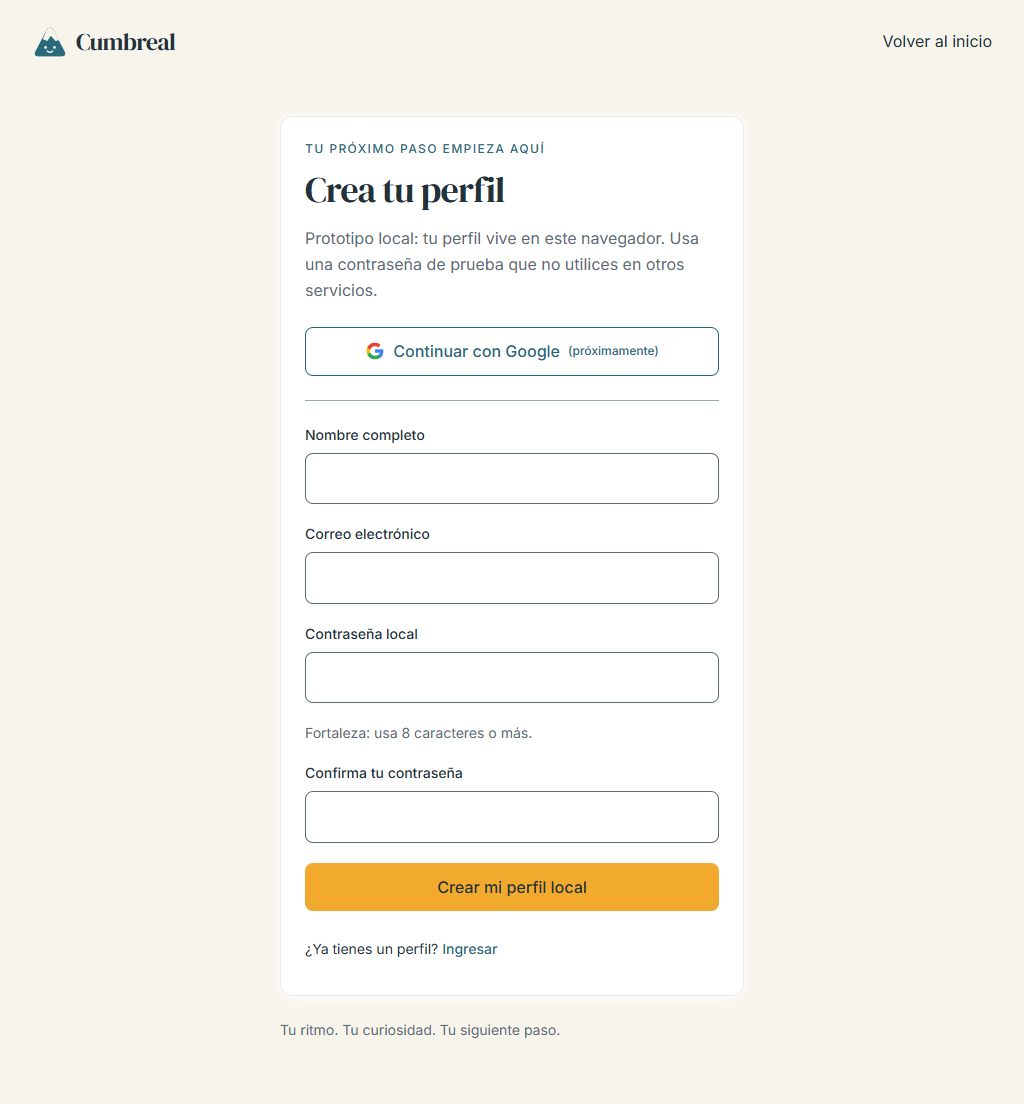 Cumbreal
Volver al inicio
TU PRÓXIMO PASO EMPIEZA AQUÍ
Crea tu perfil
Prototipo local: tu perfil vive en este navegador. Usa
una contraseña de prueba que no utilices en otros
servicios.
Continuar con Google (próximamente)
Nombre completo
Correo electrónico
Contraseña local
Fortaleza: usa 8 caracteres o más.
Confirma tu contraseña
Crear mi perfil local
¿Ya tienes un perfil? Ingresar
Tu ritmo. Tu curiosidad. Tu siguiente paso.